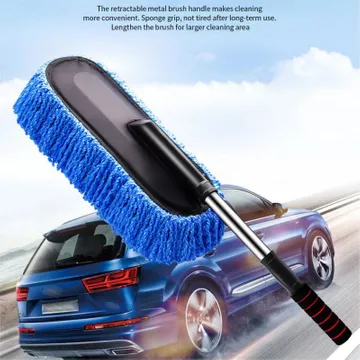 The retractable metal brush handle makes cleaning
more convenient. Sponge grip, not tired after long-term use.
Lengthen the brush for larger cleaning area